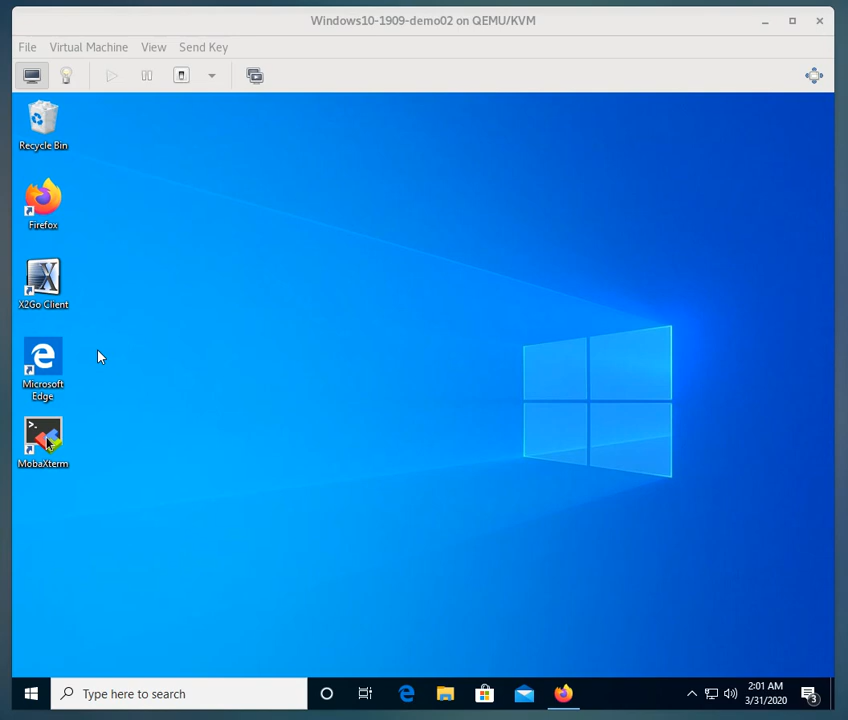 Windows10-1909-demo02 on QEMU/KVM
File Virtual Machine View Send Key
Recycle Bin
Firefox
X2Go Client
Microsoft
Edge
MobaXterm
Type here to search
2:01 AM
3/31/2020
3